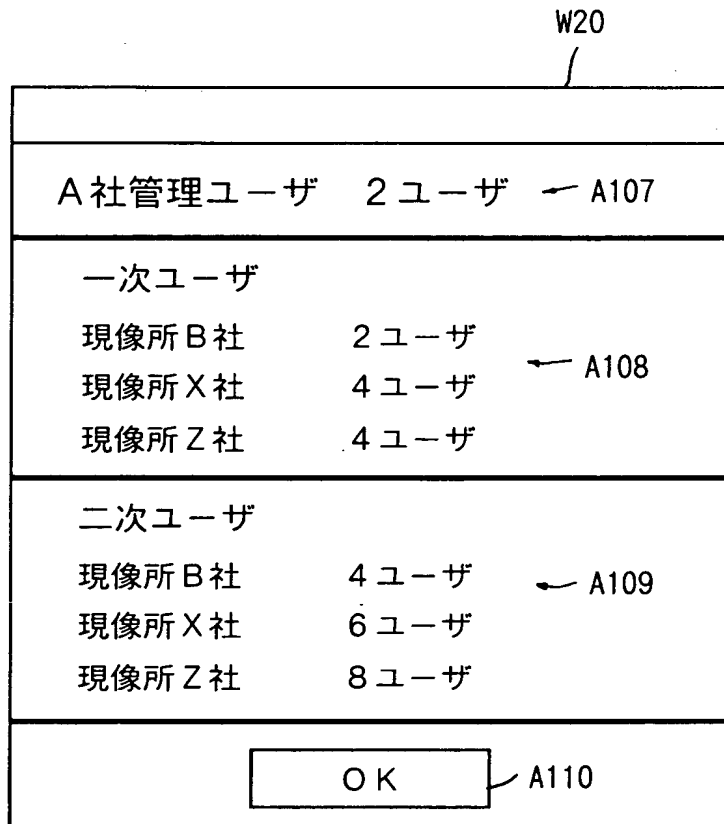 W20
A社管理ユーザ 2ユーザ A107
一次ユーザ
現像所B社 2ユーザ
A108
現像所X社 4ユーザ
現像所Z社 4ユーザ
二次ユーザ
現像所B社 4ユーザ A109
現像所X社 6ユーザ
現像所Z社 8ユーザ
OK A110